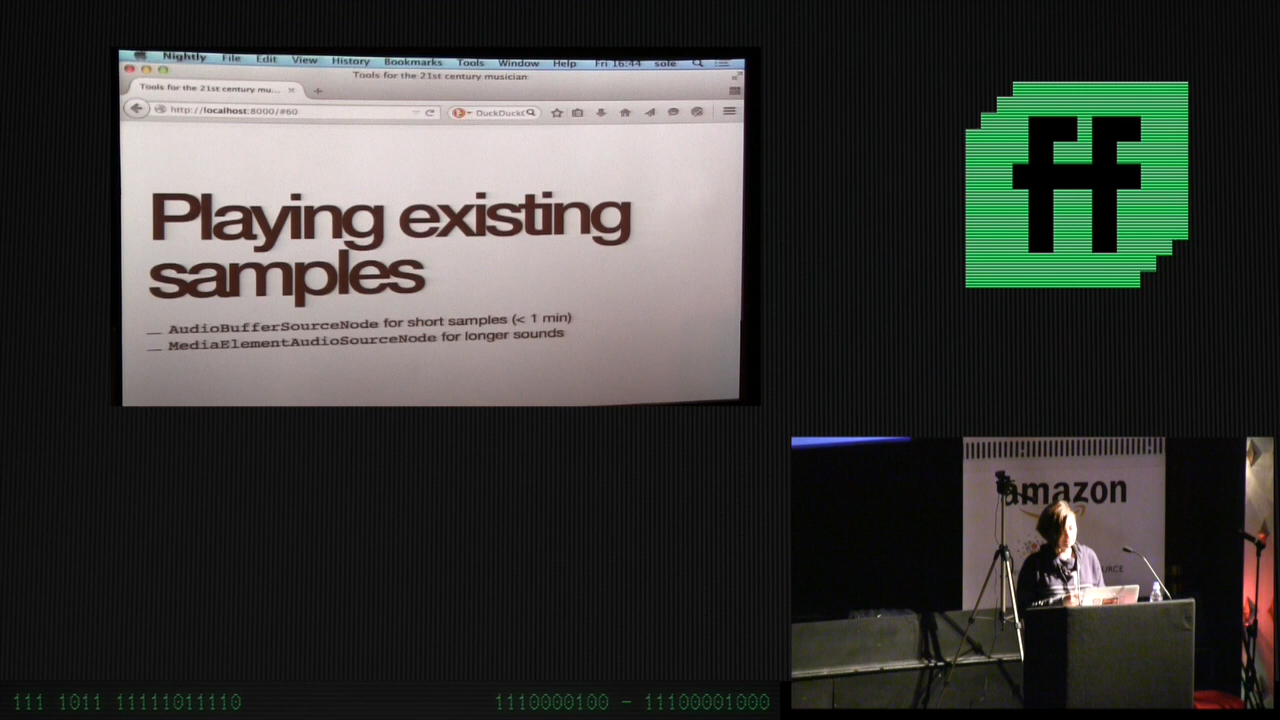 Nightly File Edit View History Bookmarks Tools Window Help Fri 16:44 sole
Tools for the 21st century musician
Tools for the 21st century mu...
http://localhost:8000/#60
DuckDuck
Playing existing
samples
— AudioBufferSourceNode for short samples (< 1 min)
— MediaElementAudioSourceNode for longer sounds
ff
amazon
111 1011 11111011110
1110000100 - 11100001000